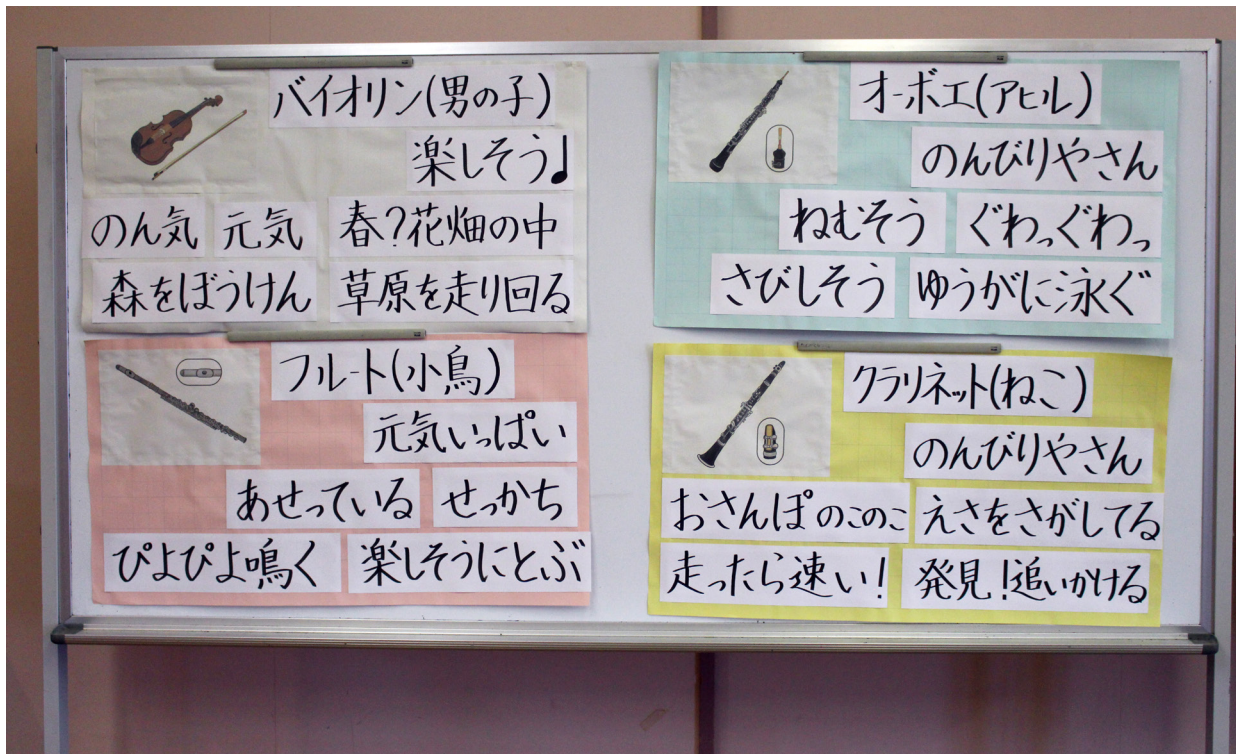 バイオリン(男の子)
楽しそう♩
のん気 元気 春?花畑の中
森をぼうけん 草原を走り回る
オーボエ(アヒル)
のんびりやさん
ねむそう ぐわっぐわっ
さびしそう ゆうがに泳ぐ
フルート(小鳥)
元気いっぱい
あせっている せっかち
ぴよぴよ鳴く 楽しそうにとぶ
クラリネット(ねこ)
のんびりやさん
おさんぽのこのこ えさをさがしてる
走ったら速い! 発見!追いかける